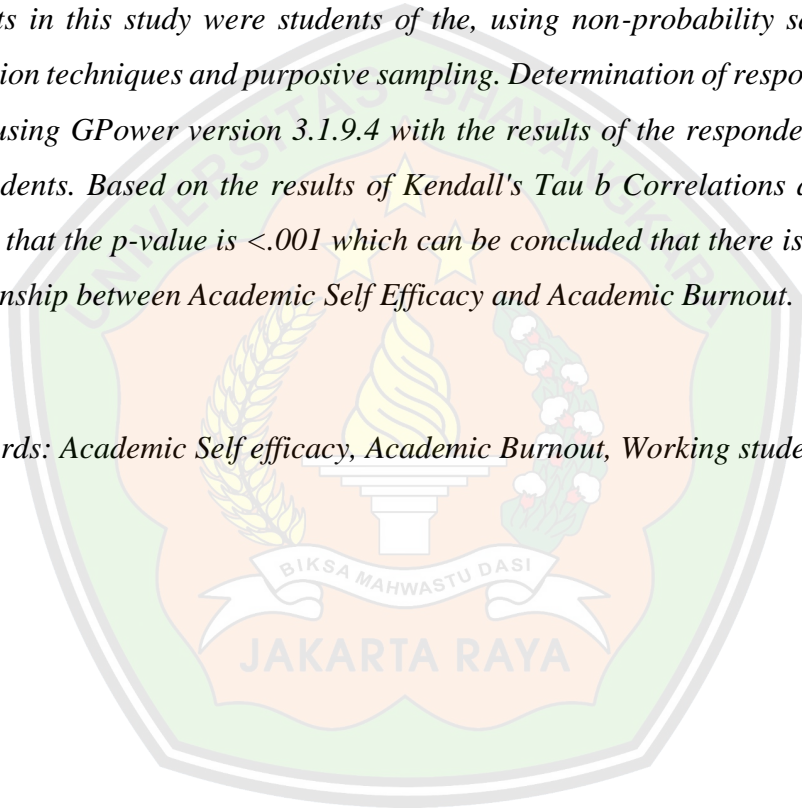 ts in this study were students of the, using non-probability sa
ion techniques and purposive sampling. Determination of respo
using GPower version 3.1.9.4 with the results of the responde
dents. Based on the results of Kendall's Tau b Correlations a
that the p-value is <.001 which can be concluded that there is
nship between Academic Self Efficacy and Academic Burnout.
rds: Academic Self efficacy, Academic Burnout, Working stude
UNIVERSITAS BHAYANGKARA
BIKSA MAHWASTU DASI
JAKARTA RAYA